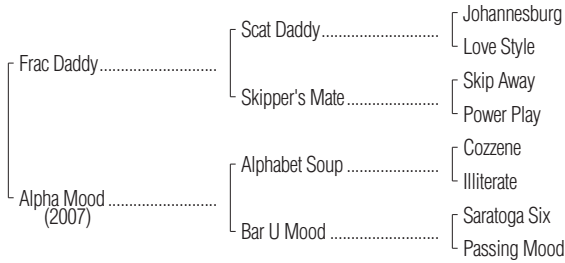 Johannesburg
Scat Daddy
Love Style
Frac Daddy
Skip Away
Skipper's Mate
Power Play
Cozzene
Alphabet Soup
Illiterate
Alpha Mood
(2007)
Saratoga Six
Bar U Mood
Passing Mood